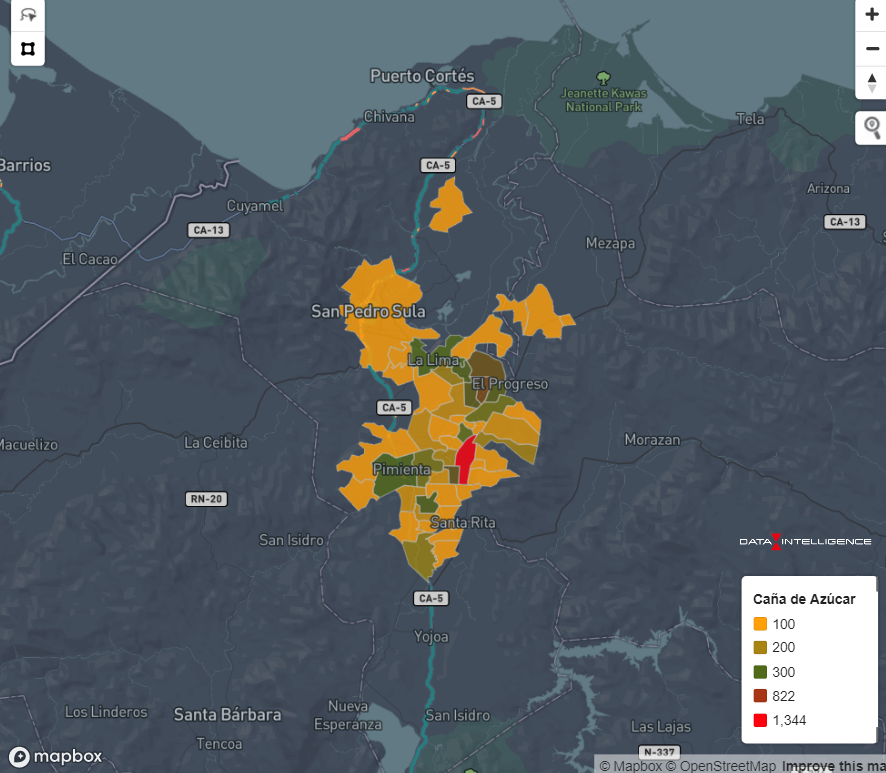 Puerto Cortés
CA-5
Jeanette Kawas
National Park
Chivana
Tela
Barrios
CA-5
Arizona
Cuyamel
CA-13
CA-13
Mezapa
El Cacao
San Pedro Sula
La Lima
El Progreso
CA-5
Macuelizo
La Ceibita
Morazan
Pimienta
RN-20
Santa Rita
San Isidro
DATA INTELLIGENCE
Caña de Azúcar
100
200
300
822
1,344
CA-5
Yojoa
Los Linderos
Santa Bárbara
Nueva
Esperanza
San Isidro
Las Lajas
Tencoa
N-337
mapbox
© Mapbox © OpenStreetMap Improve this ma